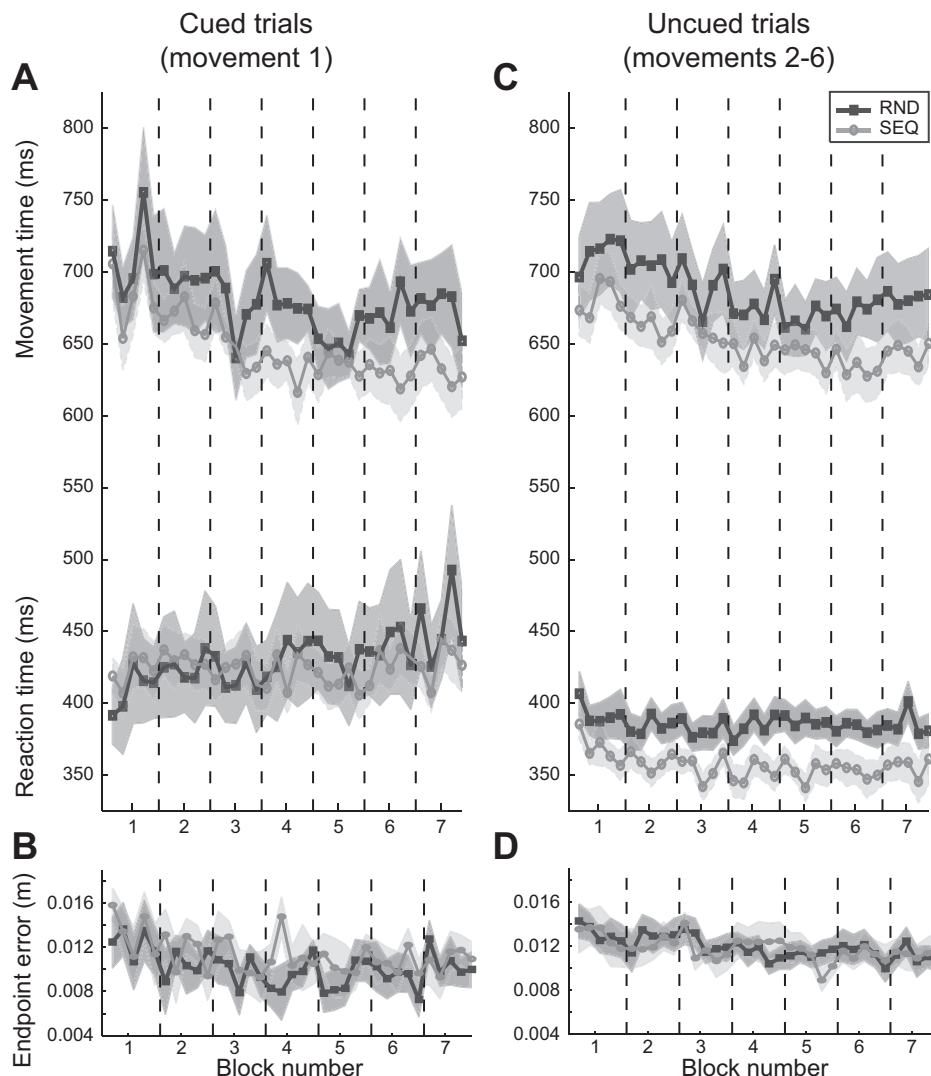 Cued trials
(movement 1)
Uncued trials
(movements 2-6)
A
C
RND
SEQ
Movement time (ms)
800
750
700
650
600
550
500
450
400
350
Reaction time (ms)
800
750
700
650
600
550
500
450
400
350
1 2 3 4 5 6 7
1 2 3 4 5 6 7
B
D
Endpoint error (m)
0.016
0.012
0.008
0.004
0.016
0.012
0.008
0.004
1 2 3 4 5 6 7
1 2 3 4 5 6 7
Block number
Block number